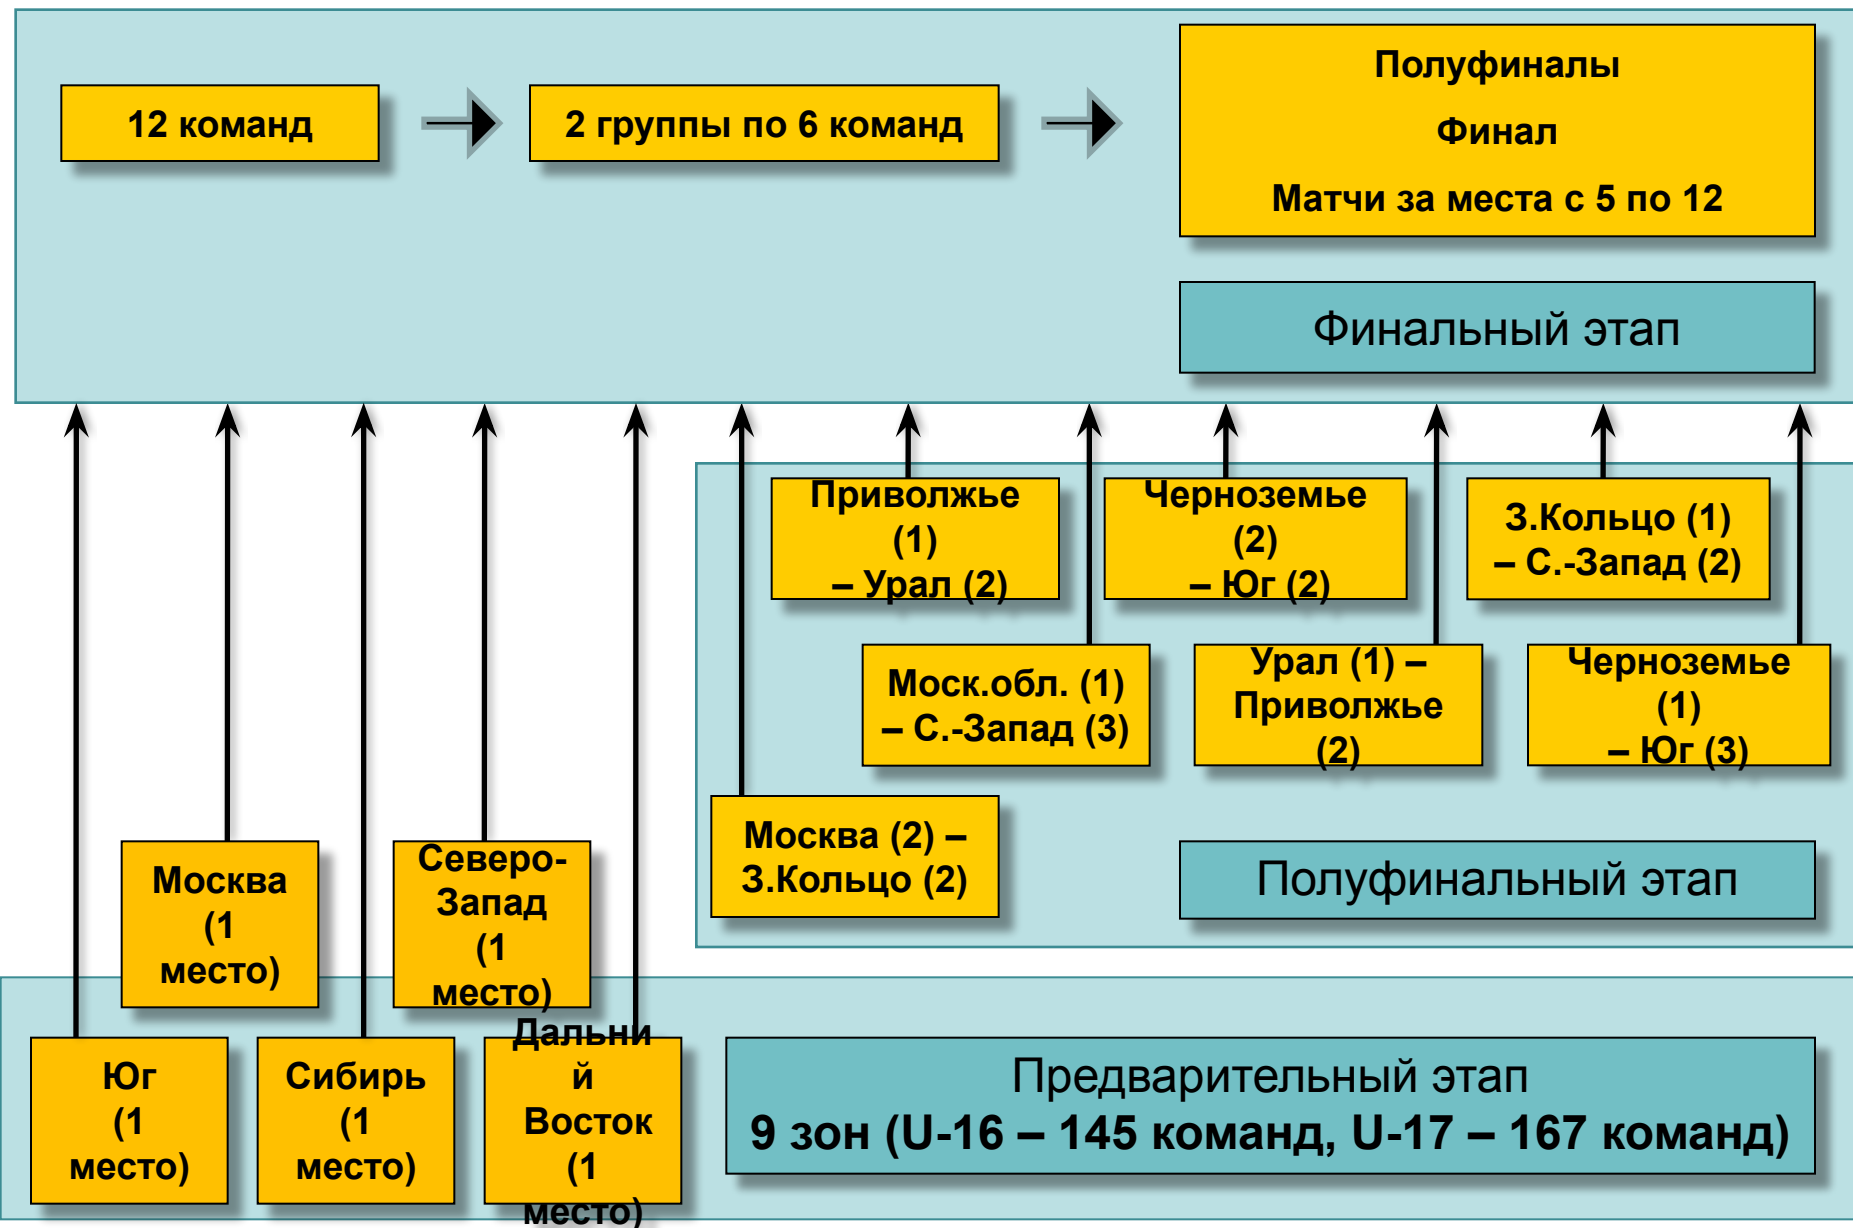 12 команд
2 группы по 6 команд
Полуфиналы
Финал
Матчи за места с 5 по 12
Финальный этап
Приволжье
(1)
– Урал (2)
Черноземье
(2)
– Юг (2)
З.Кольцо (1)
– С.-Запад (2)
Моск.обл. (1)
– С.-Запад (3)
Урал (1) –
Приволжье
(2)
Черноземье
(1)
– Юг (3)
Москва (2) –
З.Кольцо (2)
Полуфинальный этап
Москва
(1
место)
Северо-
Запад
(1
место)
Юг
(1
место)
Сибирь
(1
место)
Дальни
й
Восток
(1
место)
Предварительный этап
9 зон (U-16 – 145 команд, U-17 – 167 команд)